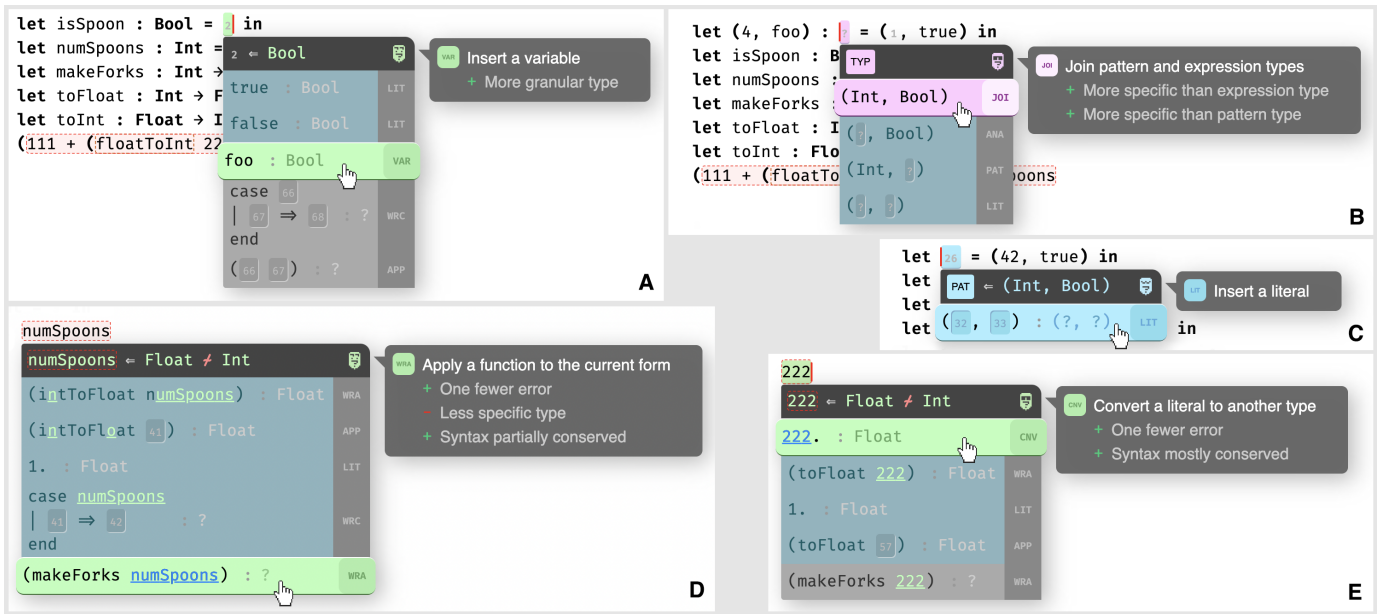 let isSpoon : Bool = 2 in
let numSpoons : Int =
let makeForks : Int →
let toFloat : Int → F
let toInt : Float → I
(111 + (floatToInt 22
2 ⇐ Bool
true : Bool LIT
false : Bool LIT
foo : Bool VAR
case 66
| 67 ⇒ 68 : ? WRC
end
(66 67) : ? APP
VAR Insert a variable
+ More granular type
A
let (4, foo) : ? = (1, true) in
let isSpoon : B
let numSpoons :
let makeForks :
let toFloat : I
let toInt : Flo
(111 + (floatTo
poons
TYP
(Int, Bool) JOI
(?, Bool) ANA
(Int, ?) PAT
(?, ?) LIT
JOI Join pattern and expression types
+ More specific than expression type
+ More specific than pattern type
B
let 26 = (42, true) in
let
let
let
in
PAT ⇐ (Int, Bool)
(32, 33) : (?, ?) LIT
LIT Insert a literal
C
numSpoons
numSpoons ⇐ Float ≠ Int
(intToFloat numSpoons) : Float WRA
(intToFloat 41) : Float APP
1. : Float LIT
case numSpoons
| 41 ⇒ 42 : ? WRC
end
(makeForks numSpoons) : ? WRA
WRA Apply a function to the current form
+ One fewer error
− Less specific type
+ Syntax partially conserved
D
222
222 ⇐ Float ≠ Int
222. : Float CNV
(toFloat 222) : Float WRA
1. : Float LIT
(toFloat 57) : Float APP
(makeForks 222) : ? WRA
CNV Convert a literal to another type
+ One fewer error
+ Syntax mostly conserved
E